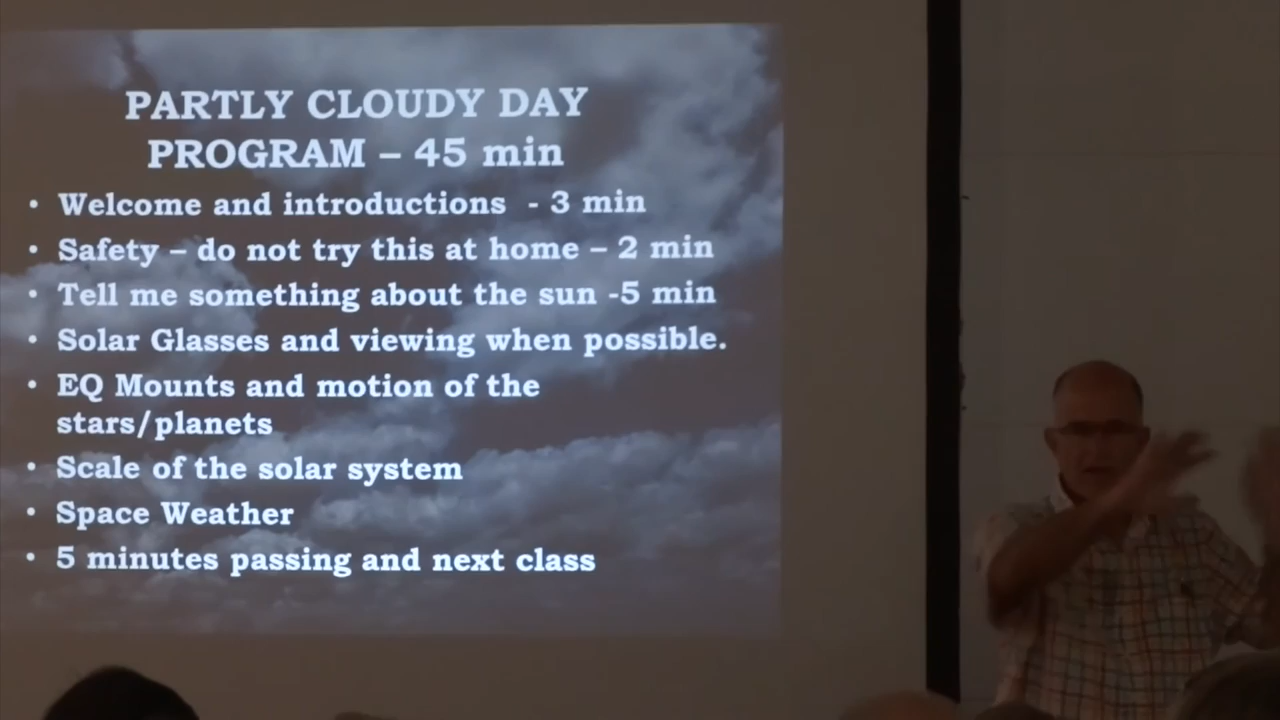 PARTLY CLOUDY DAY
PROGRAM – 45 min
• Welcome and introductions - 3 min
• Safety – do not try this at home – 2 min
• Tell me something about the sun -5 min
• Solar Glasses and viewing when possible.
• EQ Mounts and motion of the
stars/planets
• Scale of the solar system
• Space Weather
• 5 minutes passing and next class